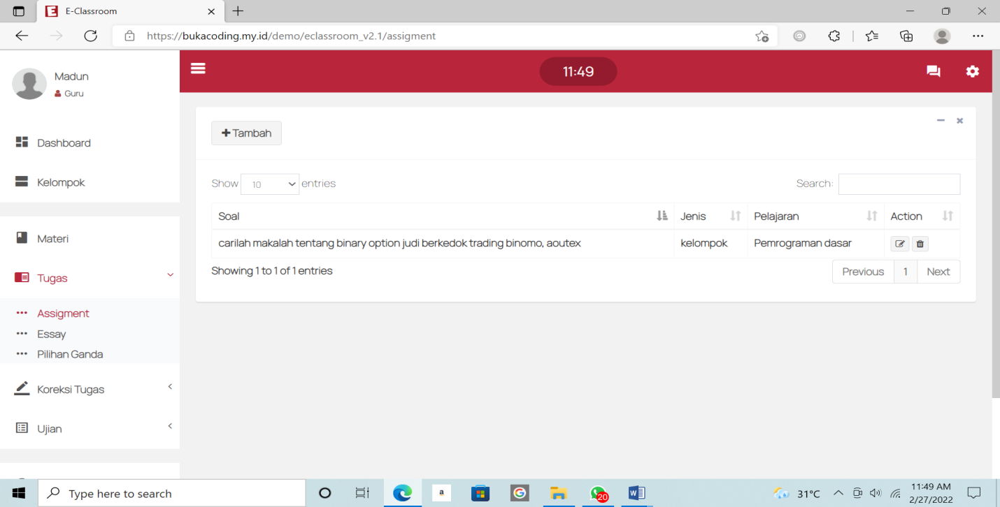 E-Classroom
https://bukacoding.my.id/demo/eclassroom_v2.1/assigment
Madun
Guru
11:49
Dashboard
Kelompok
Materi
Tugas
Assigment
Essay
Pilihan Ganda
Koreksi Tugas
Ujian
Tambah
Show 10 entries
Search:
Soal Jenis Pelajaran Action
carilah makalah tentang binary option judi berkedok trading binomo, aoutex kelompok Pemrograman dasar
Showing 1 to 1 of 1 entries
Previous 1 Next
Type here to search
a
G
20
W
31°C
11:49 AM
2/27/2022